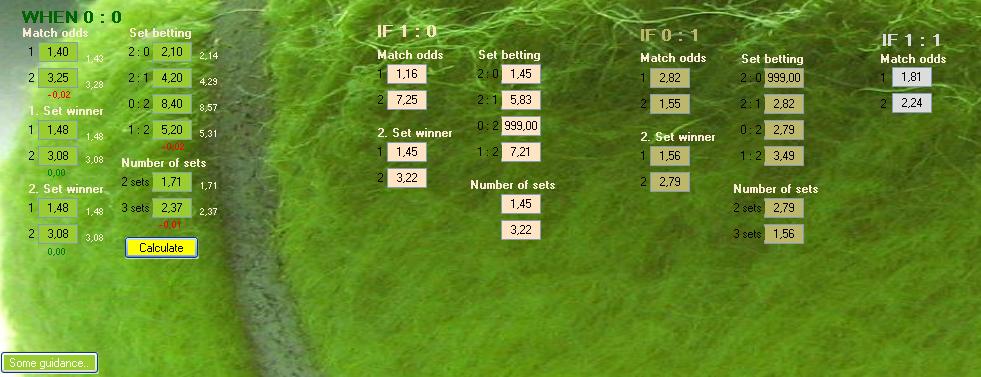 WHEN 0 : 0
Match odds
1 1,40 1,43
2 3,25 3,28
-0,02
1. Set winner
1 1,48 1,48
2 3,08 3,08
0,00
2. Set winner
1 1,48 1,48
2 3,08 3,08
0,00
Set betting
2 : 0 2,10 2,14
2 : 1 4,20 4,29
0 : 2 8,40 8,57
1 : 2 5,20 5,31
-0,02
Number of sets
2 sets 1,71 1,71
3 sets 2,37 2,37
-0,01
Calculate
Some guidance..
IF 1 : 0
Match odds
1 1,16
2 7,25
2. Set winner
1 1,45
2 3,22
Set betting
2 : 0 1,45
2 : 1 5,83
0 : 2 999,00
1 : 2 7,21
Number of sets
1,45
3,22
IF 0 : 1
Match odds
1 2,82
2 1,55
2. Set winner
1 1,56
2 2,79
Set betting
2 : 0 999,00
2 : 1 2,82
0 : 2 2,79
1 : 2 3,49
Number of sets
2 sets 2,79
3 sets 1,56
IF 1 : 1
Match odds
1 1,81
2 2,24